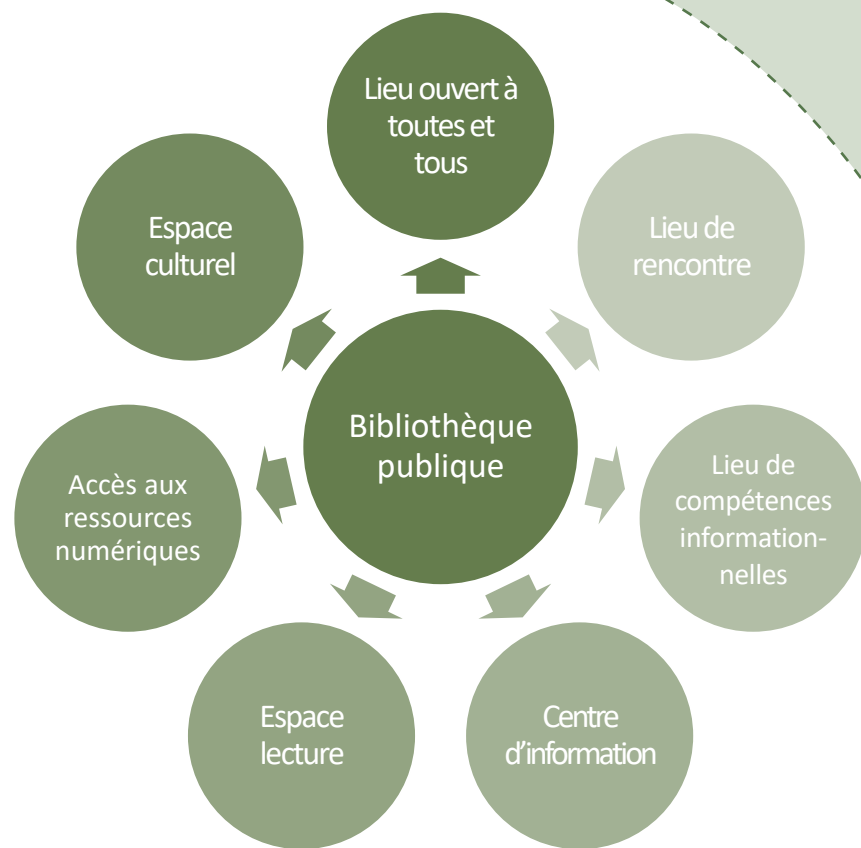 Lieu ouvert à
toutes et
tous
Lieu de
rencontre
Lieu de
compétences
information-
nelles
Centre
d’information
Espace
lecture
Accès aux
ressources
numériques
Espace
culturel
Bibliothèque
publique